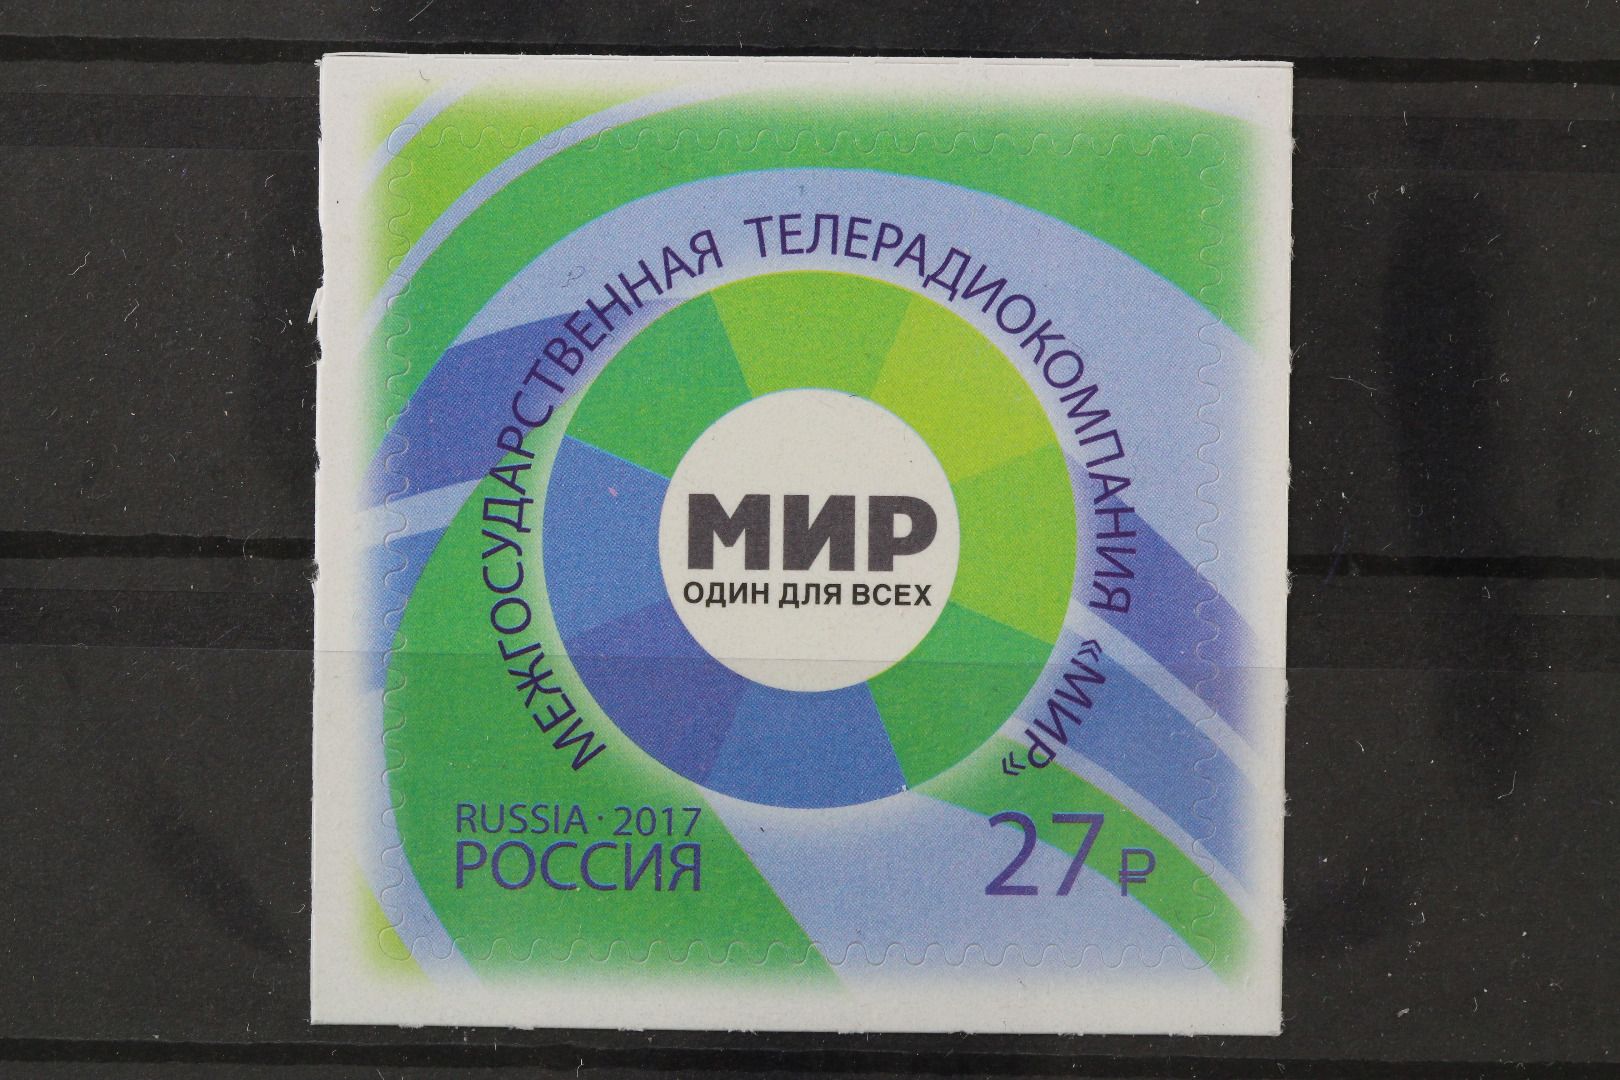 МЕЖГОСУДАРСТВЕННАЯ ТЕЛЕРАДИОКОМПАНИЯ «МИР»
МИР
ОДИН ДЛЯ ВСЕХ
RUSSIA · 2017
РОССИЯ
27 ₽